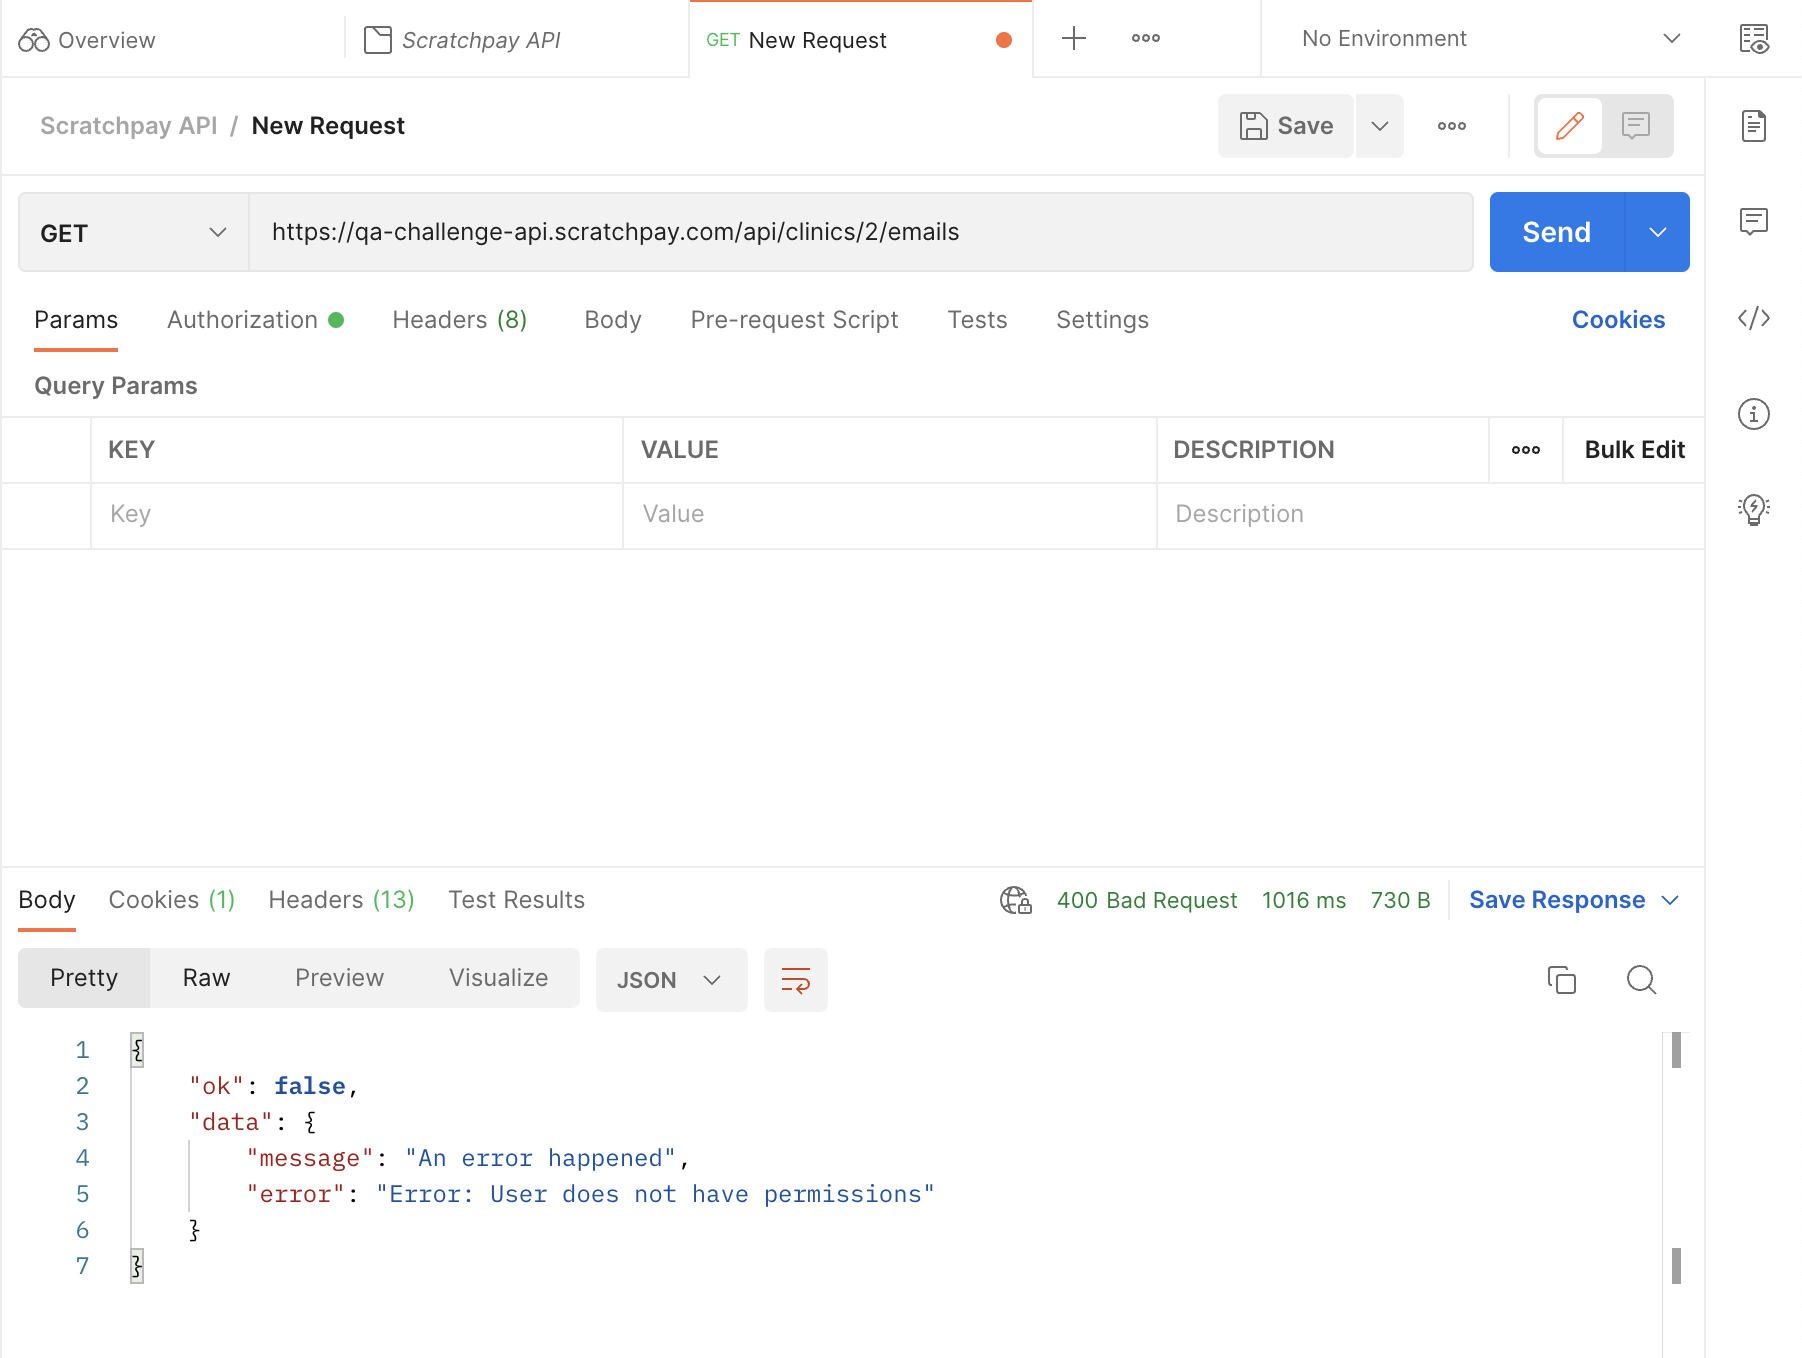 Overview
Scratchpay API
GET New Request
No Environment
Scratchpay API / New Request
Save
GET
https://qa-challenge-api.scratchpay.com/api/clinics/2/emails
Send
Params
Authorization
Headers (8)
Body
Pre-request Script
Tests
Settings
Cookies
Query Params
KEY
VALUE
DESCRIPTION
Bulk Edit
Key
Value
Description
Body
Cookies (1)
Headers (13)
Test Results
400 Bad Request
1016 ms
730 B
Save Response
Pretty
Raw
Preview
Visualize
JSON
1 {
2 "ok": false,
3 "data": {
4 "message": "An error happened",
5 "error": "Error: User does not have permissions"
6 }
7 }